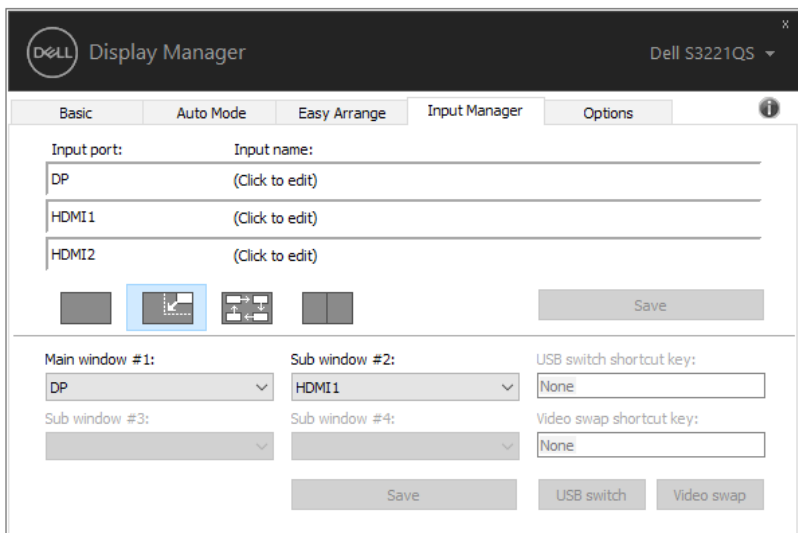 x
DELL Display Manager Dell S3221QS
Basic Auto Mode Easy Arrange Input Manager Options
Input port: Input name:
DP (Click to edit)
HDMI1 (Click to edit)
HDMI2 (Click to edit)
Save
Main window #1: Sub window #2: USB switch shortcut key:
DP HDMI1 None
Sub window #3: Sub window #4: Video swap shortcut key:
None
Save USB switch Video swap